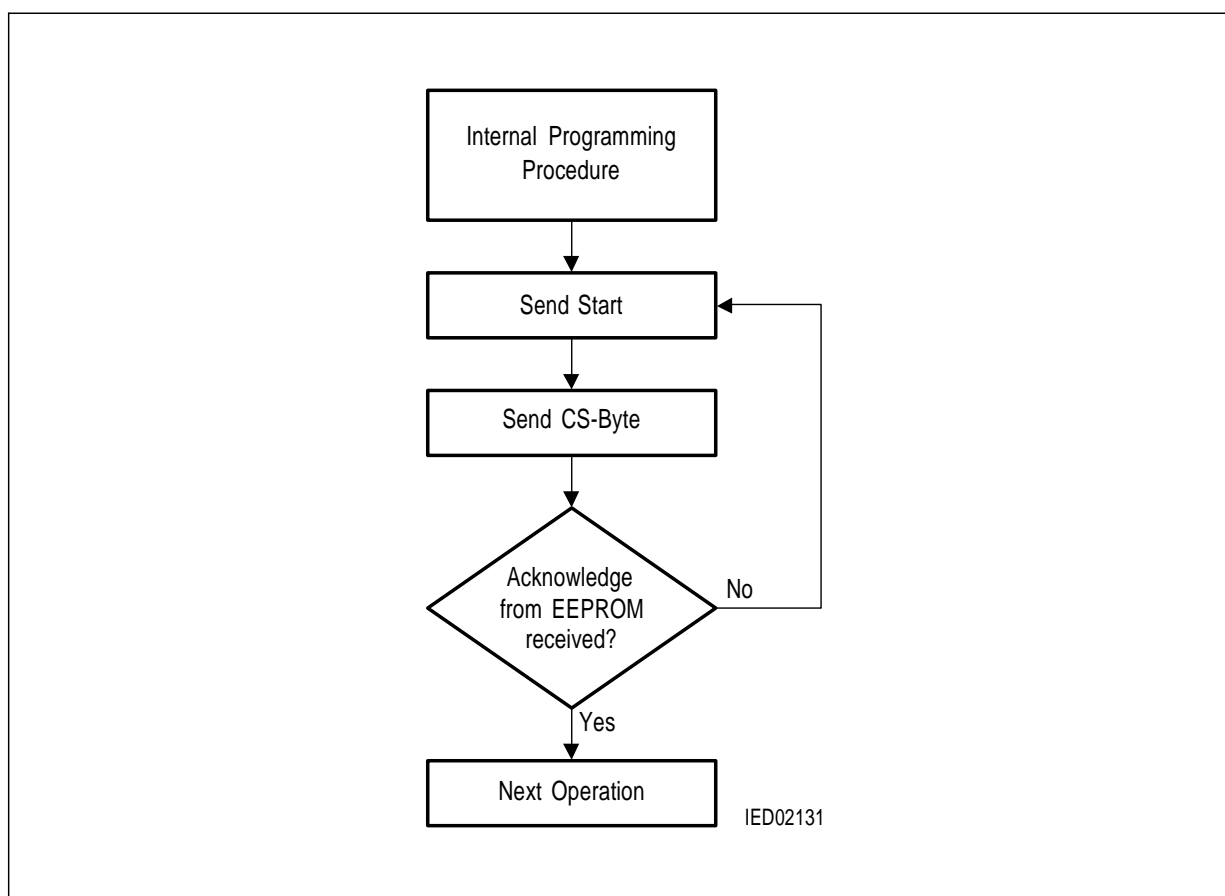 Internal Programming
Procedure
Send Start
Send CS-Byte
Acknowledge
from EEPROM
received?
No
Yes
Next Operation
IED02131